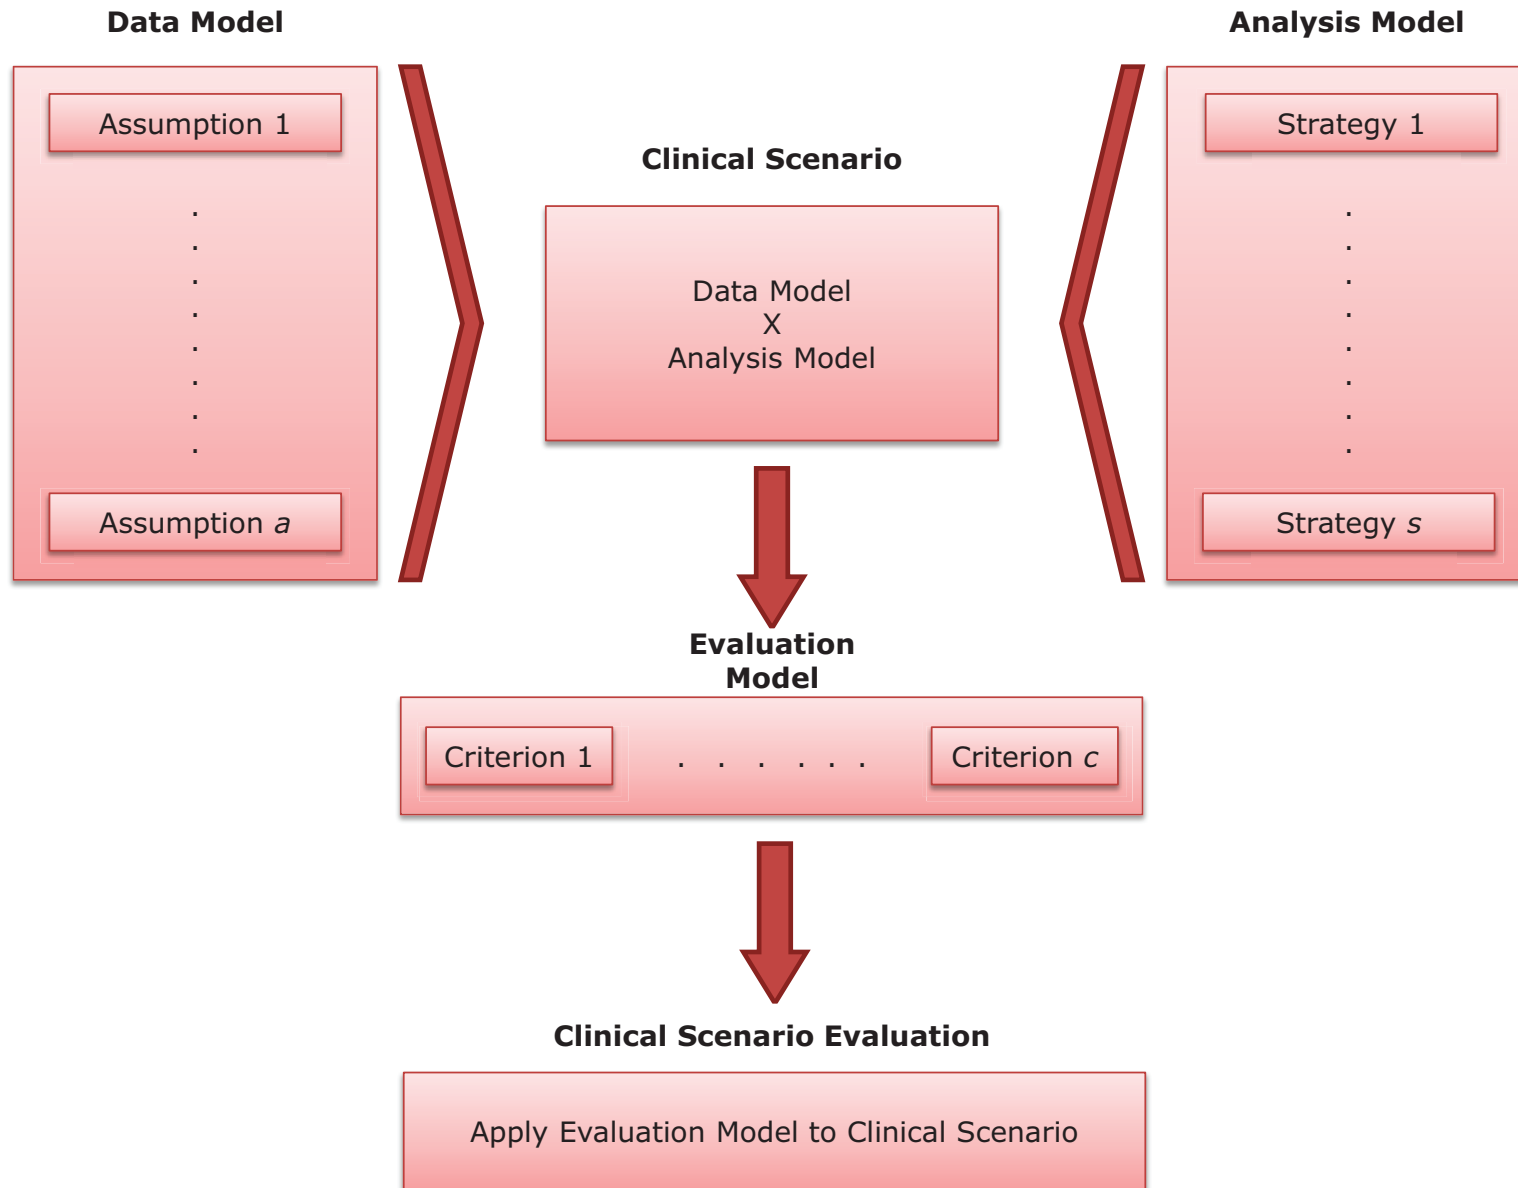 Data Model
Assumption 1
.
.
.
.
.
.
.
.
Assumption a
Clinical Scenario
Data Model
X
Analysis Model
Analysis Model
Strategy 1
.
.
.
.
.
.
.
.
Strategy s
Evaluation
Model
Criterion 1 . . . . . . Criterion c
Clinical Scenario Evaluation
Apply Evaluation Model to Clinical Scenario